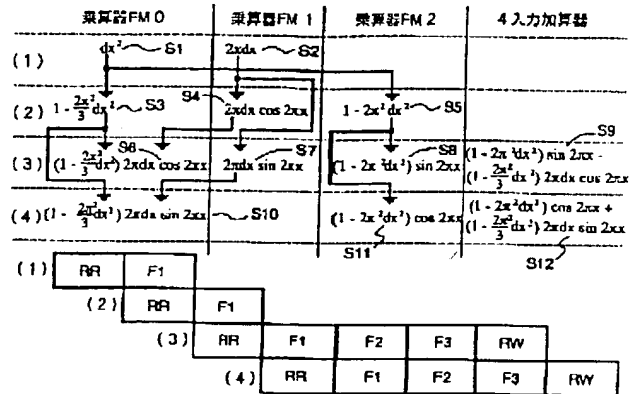 乗算器FM 0 乗算器FM 1 乗算器FM 2 4入力加算器
(1) dx² S1 2πdx S2
(2) 1 - 2π²/3 dx² S3 S4 2πdx cos 2πx 1 - 2π²dx² S5
S6 S7 S8 S9
(3) (1 - 2π²/3 dx²) 2πdx cos 2πx 2πdx sin 2πx (1 - 2π²dx²) sin 2πx (1 - 2π²dx²) sin 2πx -
(1 - 2π²/3 dx²) 2πdx cos 2πx
(4) (1 - 2π²/3 dx²) 2πdx sin 2πx S10 (1 - 2π²dx²) cos 2πx (1 - 2π²dx²) cos 2πx +
(1 - 2π²/3 dx²) 2πdx sin 2πx
S11 S12
(1) RR F1
(2) RR F1
(3) RR F1 F2 F3 RW
(4) RR F1 F2 F3 RW